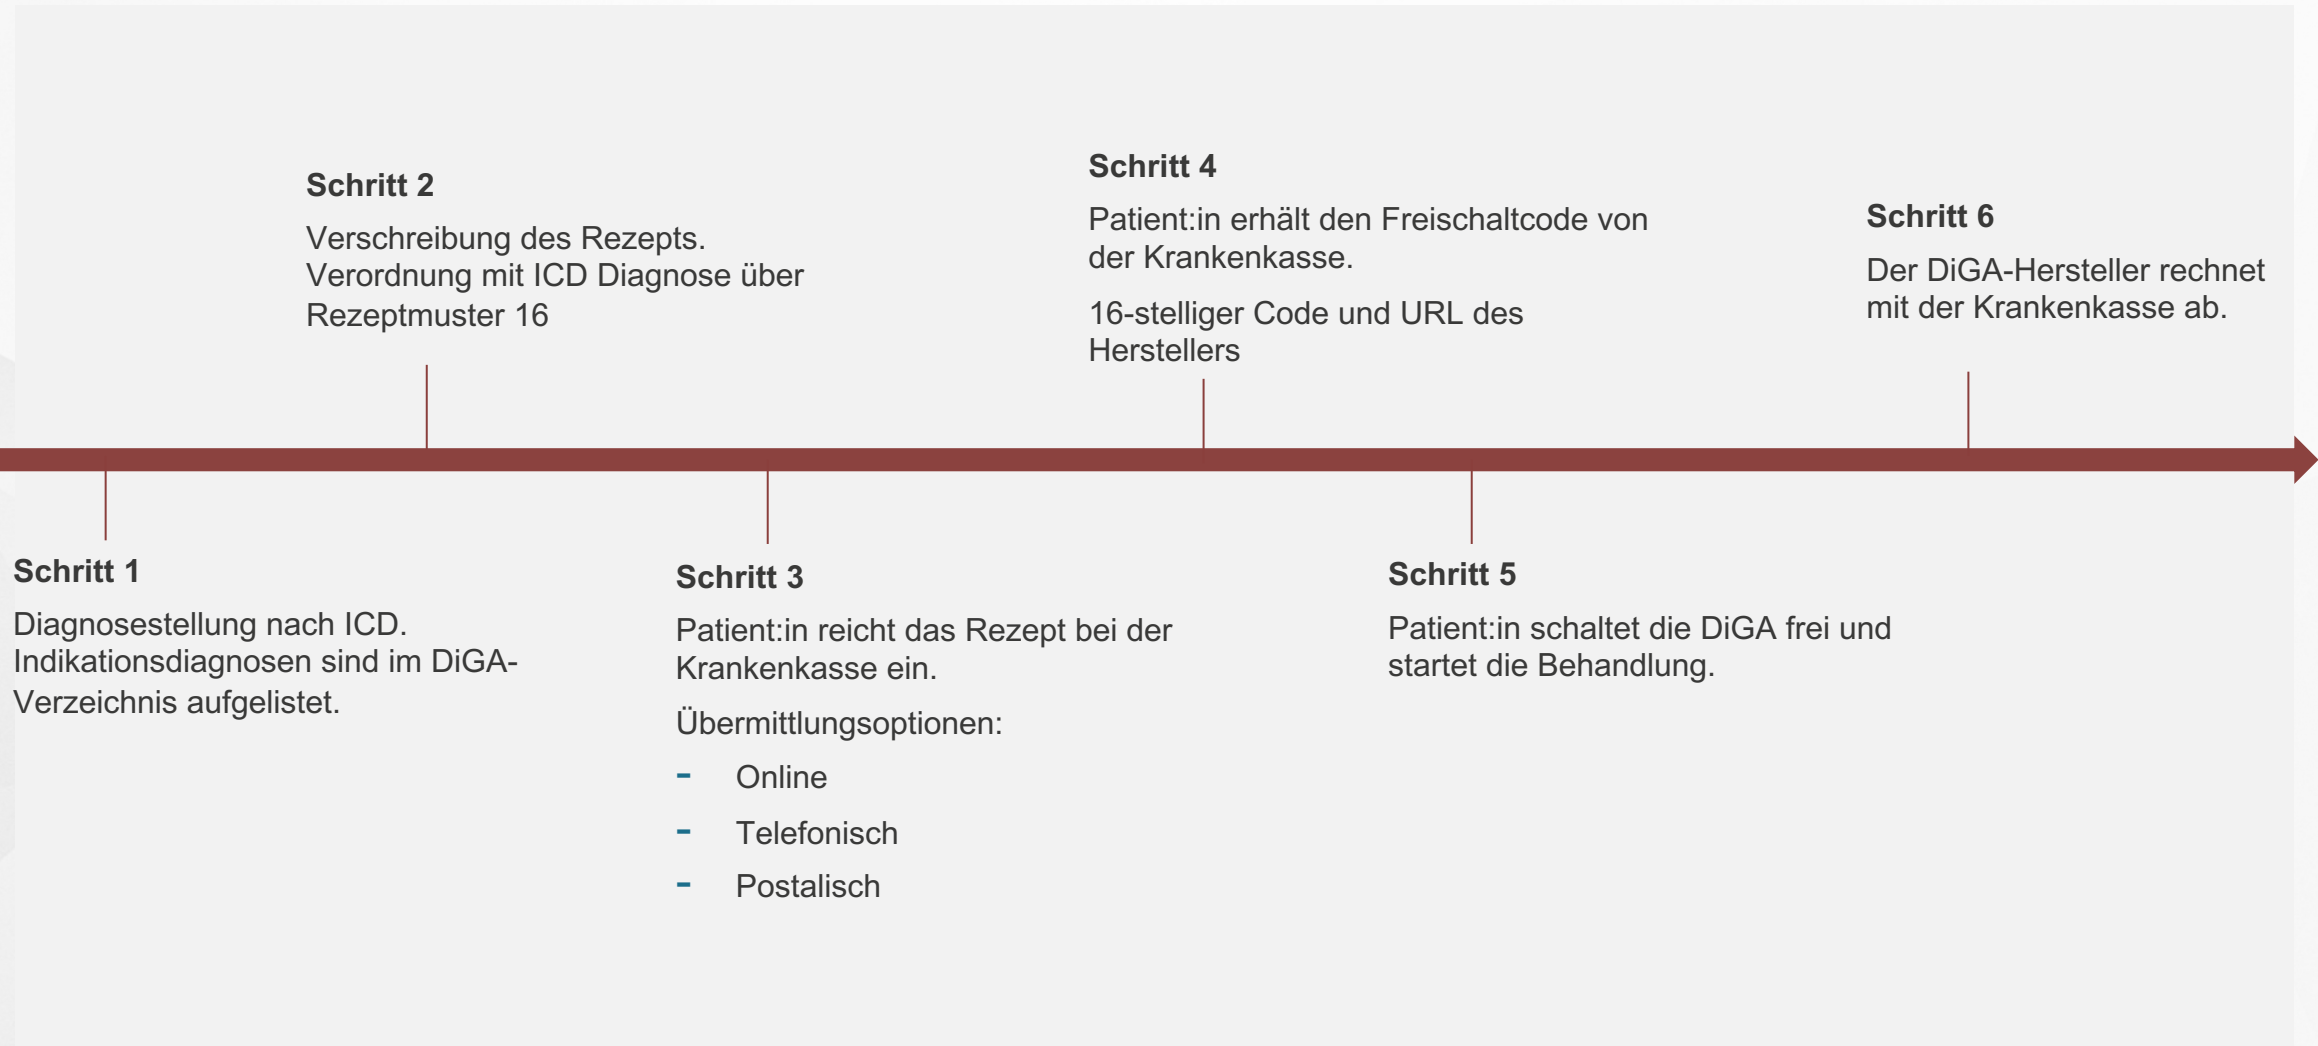 Schritt 1
Diagnosestellung nach ICD.
Indikationsdiagnosen sind im DiGA-
Verzeichnis aufgelistet.
Schritt 2
Verschreibung des Rezepts.
Verordnung mit ICD Diagnose über
Rezeptmuster 16
Schritt 3
Patient:in reicht das Rezept bei der
Krankenkasse ein.
Übermittlungsoptionen:
- Online
- Telefonisch
- Postalisch
Schritt 4
Patient:in erhält den Freischaltcode von
der Krankenkasse.
16-stelliger Code und URL des
Herstellers
Schritt 5
Patient:in schaltet die DiGA frei und
startet die Behandlung.
Schritt 6
Der DiGA-Hersteller rechnet
mit der Krankenkasse ab.